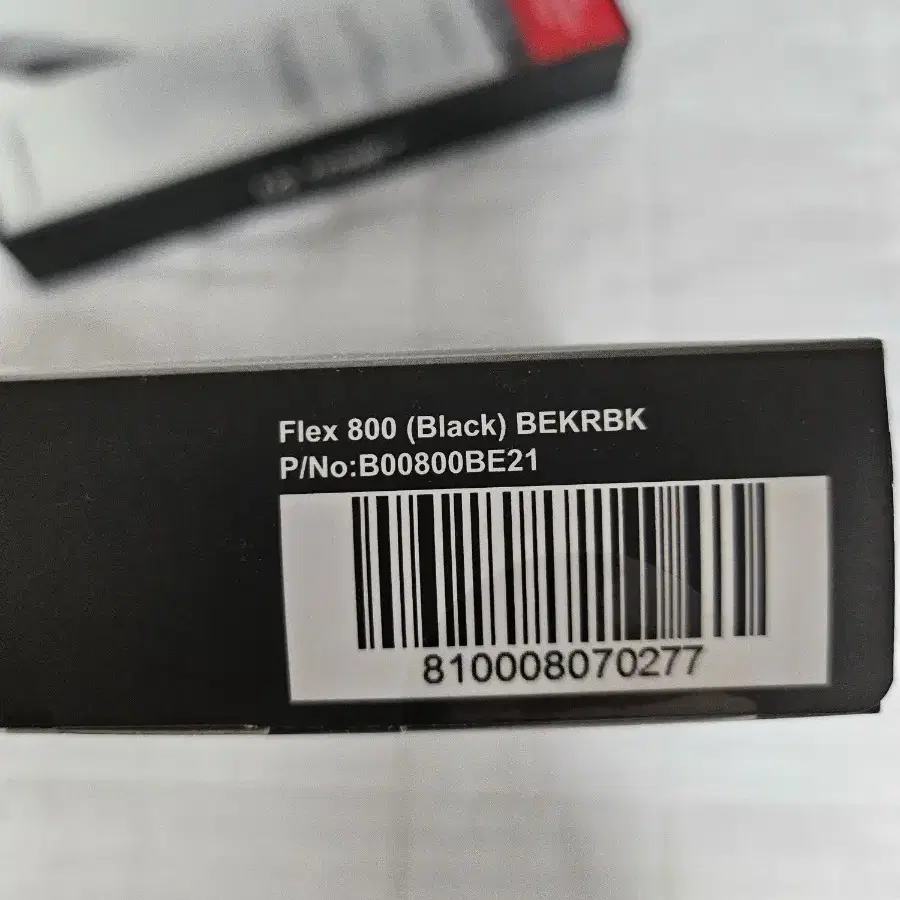 Flex 800 (Black) BEKRBK
P/No:B00800BE21
810008070277